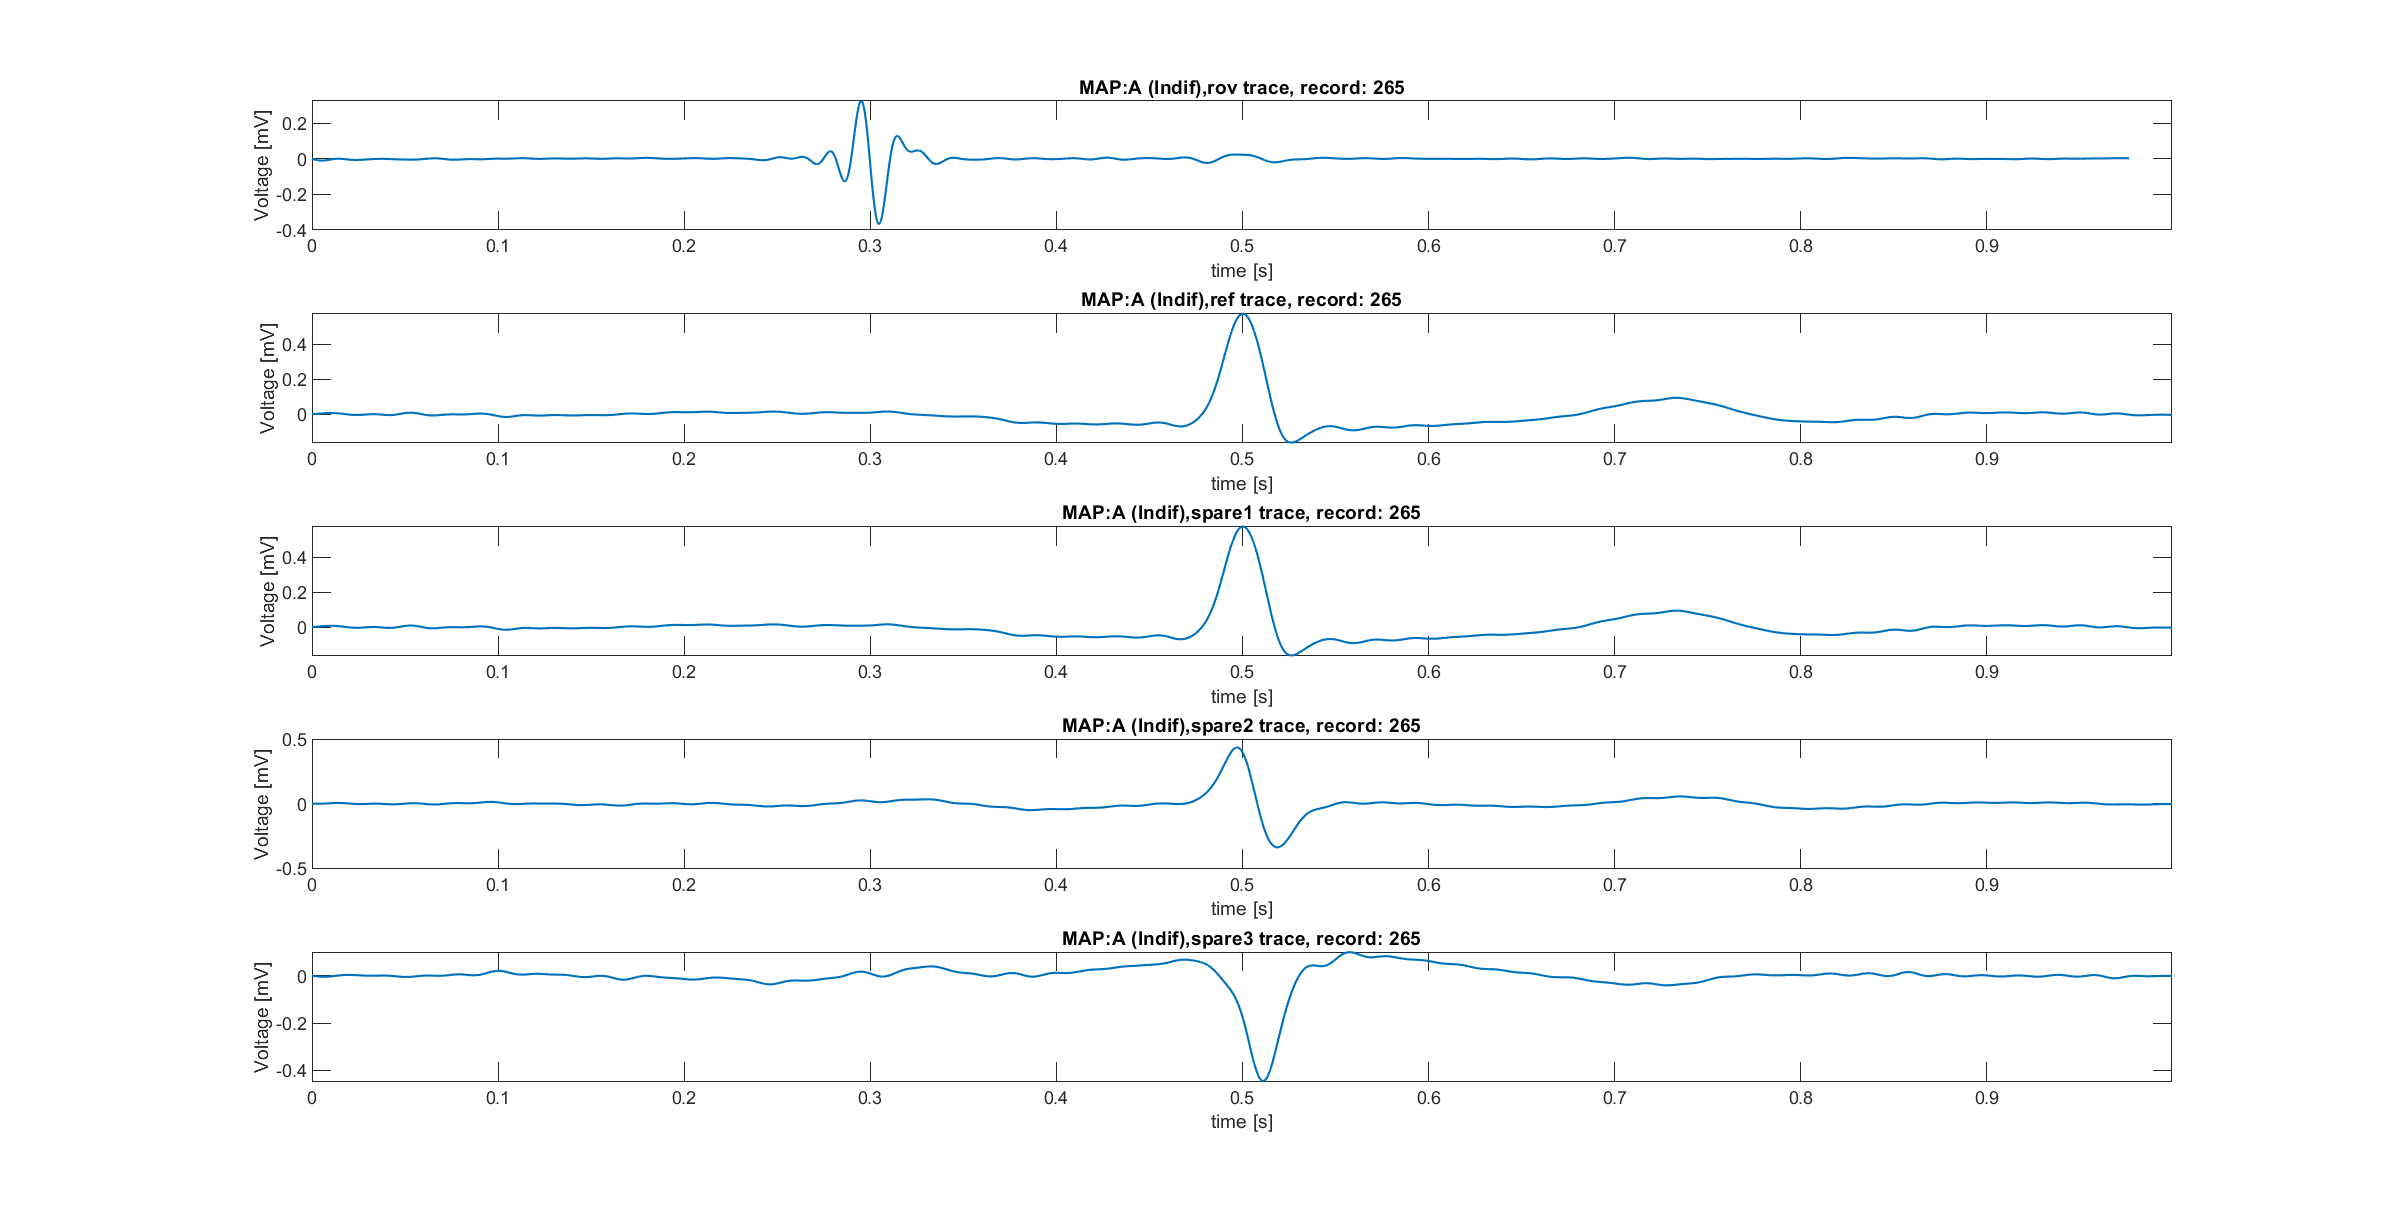 MAP:A (Indif),rov trace, record: 265
Voltage [mV]
0.2
0
-0.2
-0.4
0 0.1 0.2 0.3 0.4 0.5 0.6 0.7 0.8 0.9
time [s]
MAP:A (Indif),ref trace, record: 265
Voltage [mV]
0.4
0.2
0
0 0.1 0.2 0.3 0.4 0.5 0.6 0.7 0.8 0.9
time [s]
MAP:A (Indif),spare1 trace, record: 265
Voltage [mV]
0.4
0.2
0
0 0.1 0.2 0.3 0.4 0.5 0.6 0.7 0.8 0.9
time [s]
MAP:A (Indif),spare2 trace, record: 265
Voltage [mV]
0.5
0
-0.5
0 0.1 0.2 0.3 0.4 0.5 0.6 0.7 0.8 0.9
time [s]
MAP:A (Indif),spare3 trace, record: 265
Voltage [mV]
0
-0.2
-0.4
0 0.1 0.2 0.3 0.4 0.5 0.6 0.7 0.8 0.9
time [s]